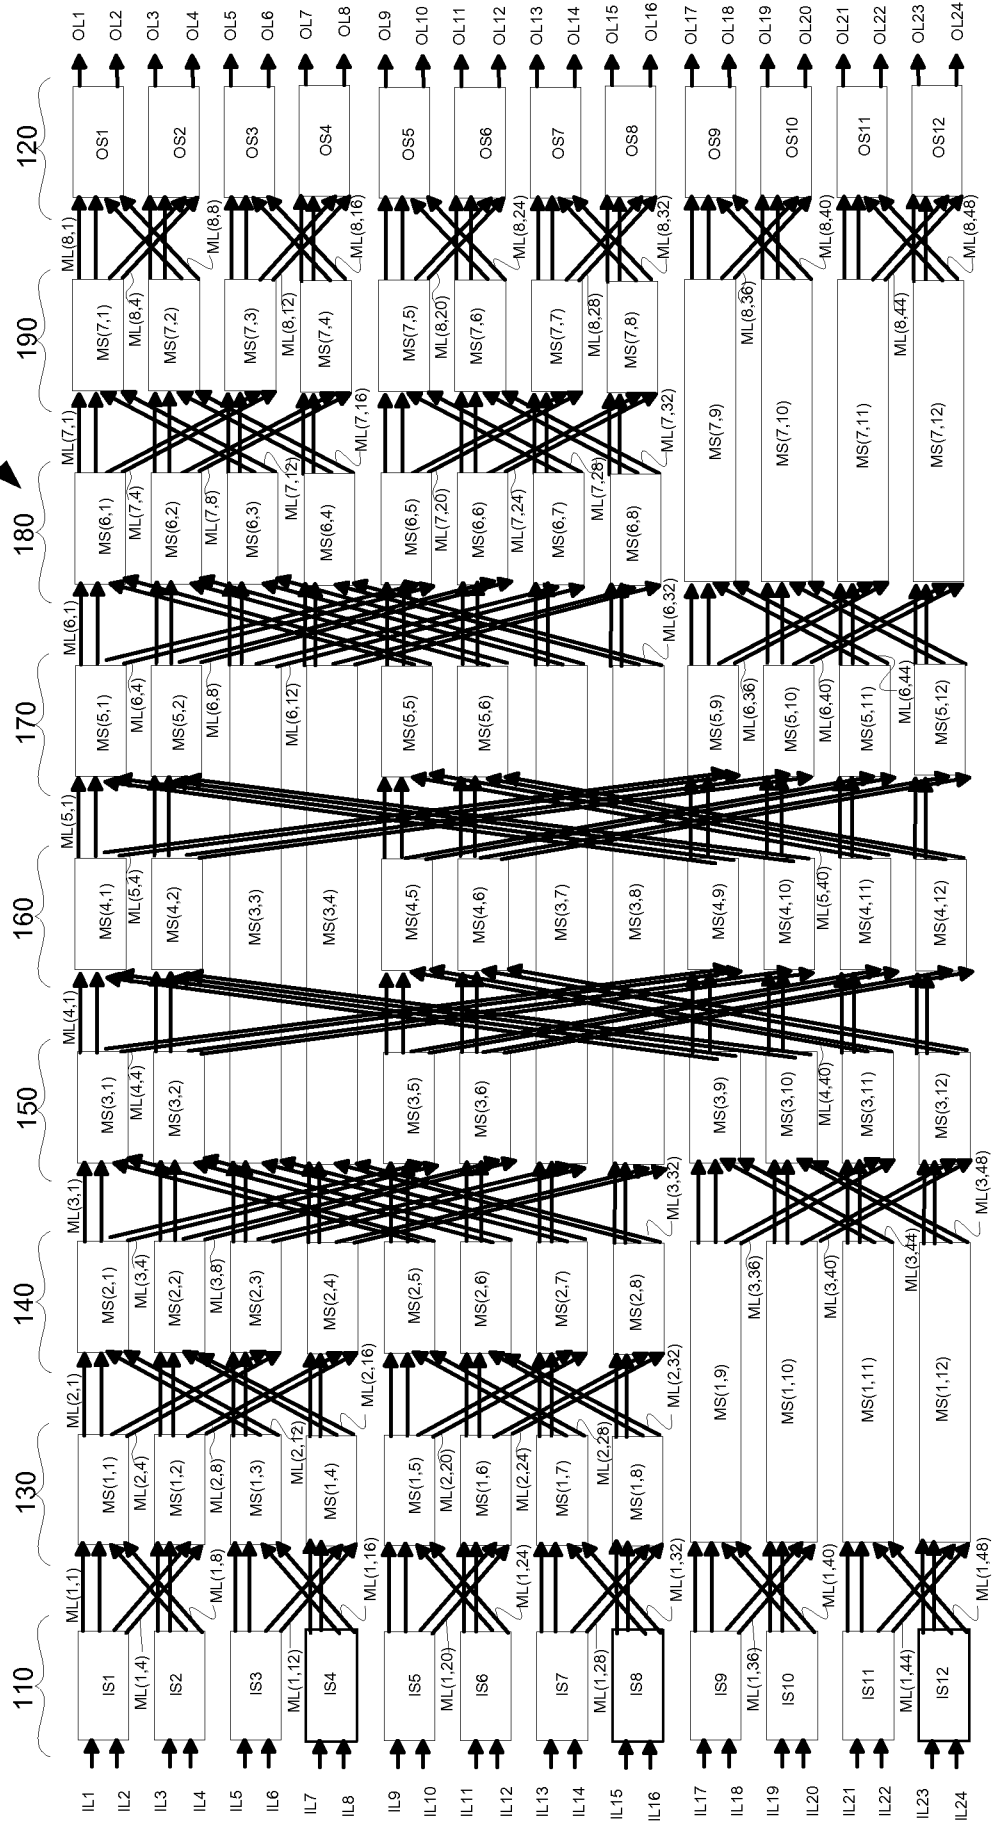 110
130
140
150
160
170
180
190
120
IL1
IL2
IL3
IL4
IL5
IL6
IL7
IL8
IL9
IL10
IL11
IL12
IL13
IL14
IL15
IL16
IL17
IL18
IL19
IL20
IL21
IL22
IL23
IL24
IS1
IS2
IS3
IS4
IS5
IS6
IS7
IS8
IS9
IS10
IS11
IS12
ML(1,1)
ML(1,4)
ML(1,8)
ML(1,12)
ML(1,16)
ML(1,20)
ML(1,24)
ML(1,28)
ML(1,32)
ML(1,36)
ML(1,40)
ML(1,44)
ML(1,48)
MS(1,1)
MS(1,2)
MS(1,3)
MS(1,4)
MS(1,5)
MS(1,6)
MS(1,7)
MS(1,8)
MS(1,9)
MS(1,10)
MS(1,11)
MS(1,12)
ML(2,1)
ML(2,4)
ML(2,8)
ML(2,12)
ML(2,16)
ML(2,20)
ML(2,24)
ML(2,28)
ML(2,32)
MS(2,1)
MS(2,2)
MS(2,3)
MS(2,4)
MS(2,5)
MS(2,6)
MS(2,7)
MS(2,8)
ML(3,1)
ML(3,4)
ML(3,8)
ML(3,32)
ML(3,36)
ML(3,40)
ML(3,44)
ML(3,48)
MS(3,1)
MS(3,2)
MS(3,5)
MS(3,6)
MS(3,9)
MS(3,10)
MS(3,11)
MS(3,12)
ML(4,1)
ML(4,4)
ML(4,40)
MS(4,1)
MS(4,2)
MS(3,3)
MS(3,4)
MS(4,5)
MS(4,6)
MS(3,7)
MS(3,8)
MS(4,9)
MS(4,10)
MS(4,11)
MS(4,12)
ML(5,1)
ML(5,4)
ML(5,40)
MS(5,1)
MS(5,2)
MS(5,5)
MS(5,6)
MS(5,9)
MS(5,10)
MS(5,11)
MS(5,12)
ML(6,1)
ML(6,4)
ML(6,8)
ML(6,12)
ML(6,32)
ML(6,36)
ML(6,40)
ML(6,44)
MS(6,1)
MS(6,2)
MS(6,3)
MS(6,4)
MS(6,5)
MS(6,6)
MS(6,7)
MS(6,8)
ML(7,1)
ML(7,4)
ML(7,8)
ML(7,12)
ML(7,16)
ML(7,20)
ML(7,24)
ML(7,28)
ML(7,32)
MS(7,1)
MS(7,2)
MS(7,3)
MS(7,4)
MS(7,5)
MS(7,6)
MS(7,7)
MS(7,8)
MS(7,9)
MS(7,10)
MS(7,11)
MS(7,12)
ML(8,1)
ML(8,4)
ML(8,8)
ML(8,12)
ML(8,16)
ML(8,20)
ML(8,24)
ML(8,28)
ML(8,32)
ML(8,36)
ML(8,40)
ML(8,44)
ML(8,48)
OS1
OS2
OS3
OS4
OS5
OS6
OS7
OS8
OS9
OS10
OS11
OS12
OL1
OL2
OL3
OL4
OL5
OL6
OL7
OL8
OL9
OL10
OL11
OL12
OL13
OL14
OL15
OL16
OL17
OL18
OL19
OL20
OL21
OL22
OL23
OL24